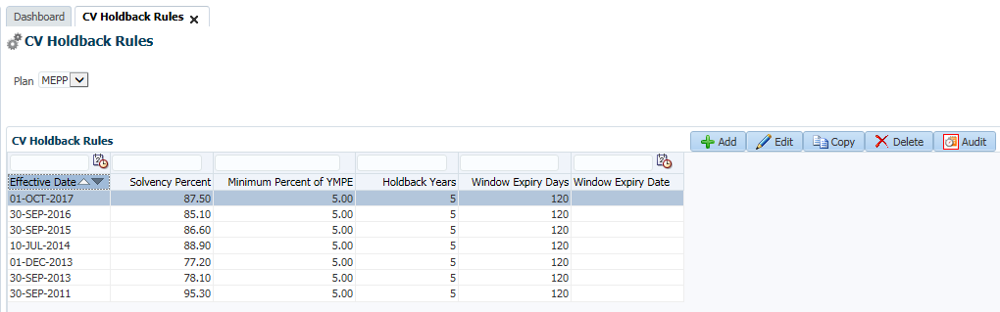 Dashboard CV Holdback Rules
CV Holdback Rules
Plan MEPP
CV Holdback Rules Add Edit Copy Delete Audit
Effective Date Solvency Percent Minimum Percent of YMPE Holdback Years Window Expiry Days Window Expiry Date
01-OCT-2017 87.50 5.00 5 120
30-SEP-2016 85.10 5.00 5 120
30-SEP-2015 86.60 5.00 5 120
10-JUL-2014 88.90 5.00 5 120
01-DEC-2013 77.20 5.00 5 120
30-SEP-2013 78.10 5.00 5 120
30-SEP-2011 95.30 5.00 5 120